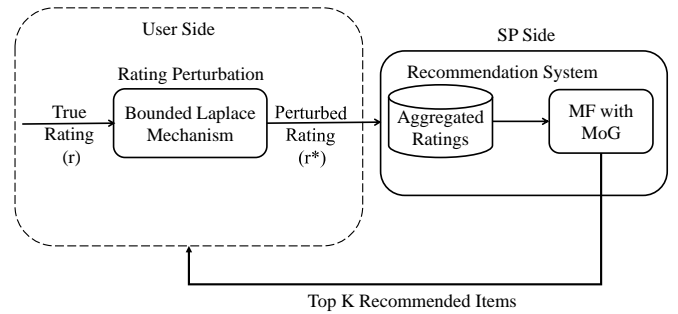 User Side
SP Side
Rating Perturbation
True
Rating
(r)
Bounded Laplace
Mechanism
Perturbed
Rating
(r*)
Recommendation System
Aggregated
Ratings
MF with
MoG
Top K Recommended Items